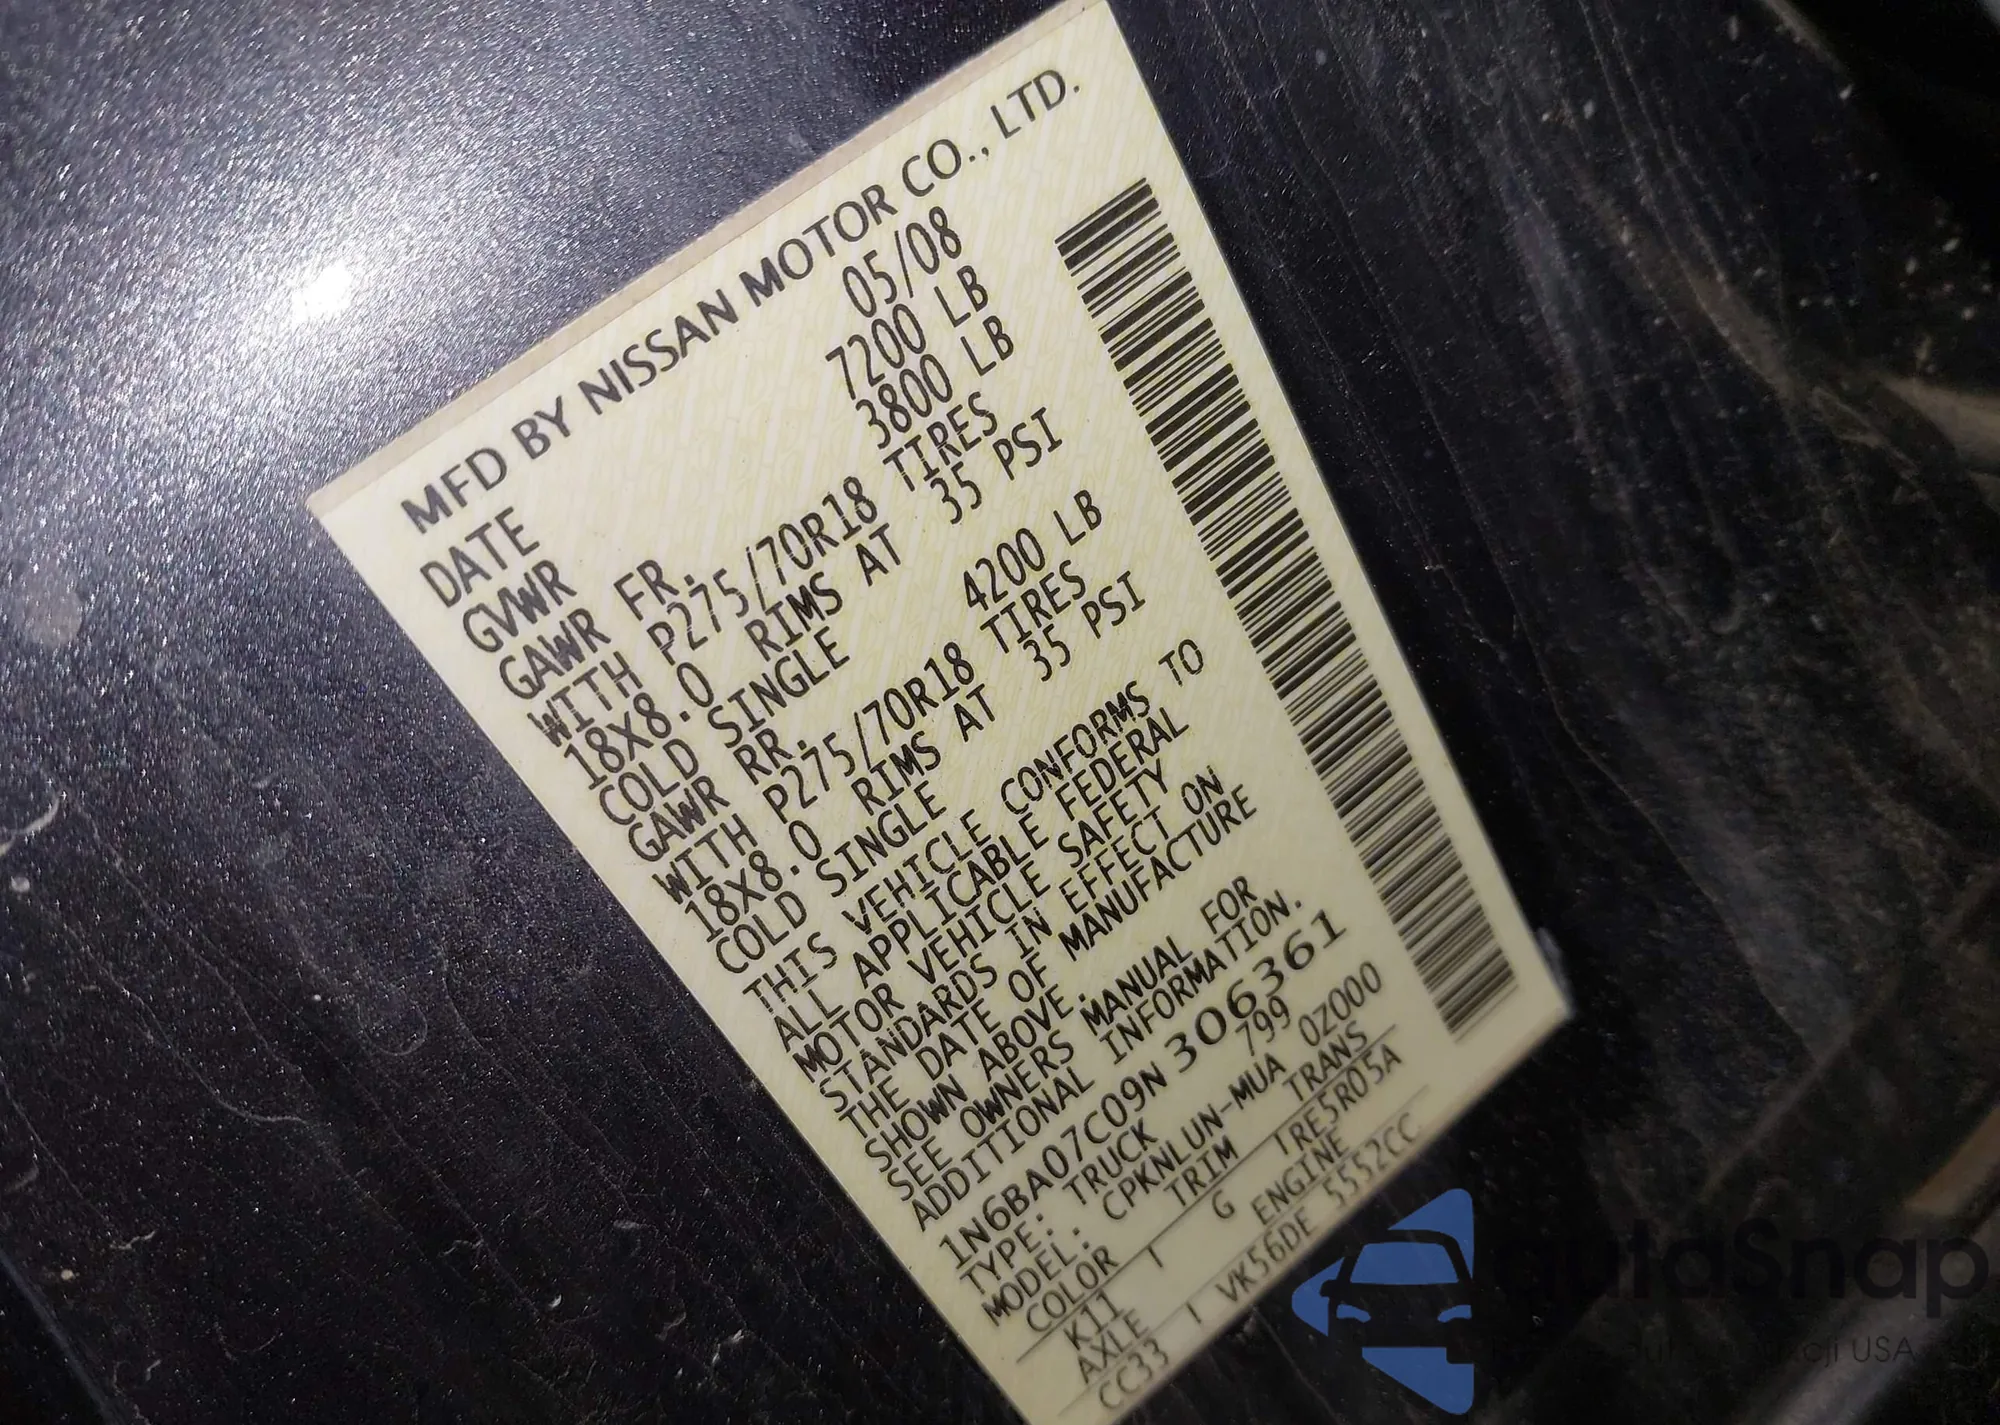 MFD BY NISSAN MOTOR CO., LTD.
DATE 05/08
GVWR 7200 LB
GAWR FR. 3800 LB
WITH P275/70R18 TIRES
18X8.0 RIMS AT 35 PSI
COLD SINGLE
GAWR RR. 4200 LB
WITH P275/70R18 TIRES
18X8.0 RIMS AT 35 PSI
COLD SINGLE
THIS VEHICLE CONFORMS TO
ALL APPLICABLE FEDERAL
MOTOR VEHICLE SAFETY
STANDARDS IN EFFECT ON
THE DATE OF MANUFACTURE
SHOWN ABOVE.
SEE OWNERS MANUAL FOR
ADDITIONAL INFORMATION.
1N6BA07C09N306361
TYPE: TRUCK 799
MODEL: CPKNLUN-MUA 0Z000
COLOR TRIM TRANS
K11 G RE5R05A
AXLE ENGINE
CC33 VK56DE 5552CC
autoSnap
USA